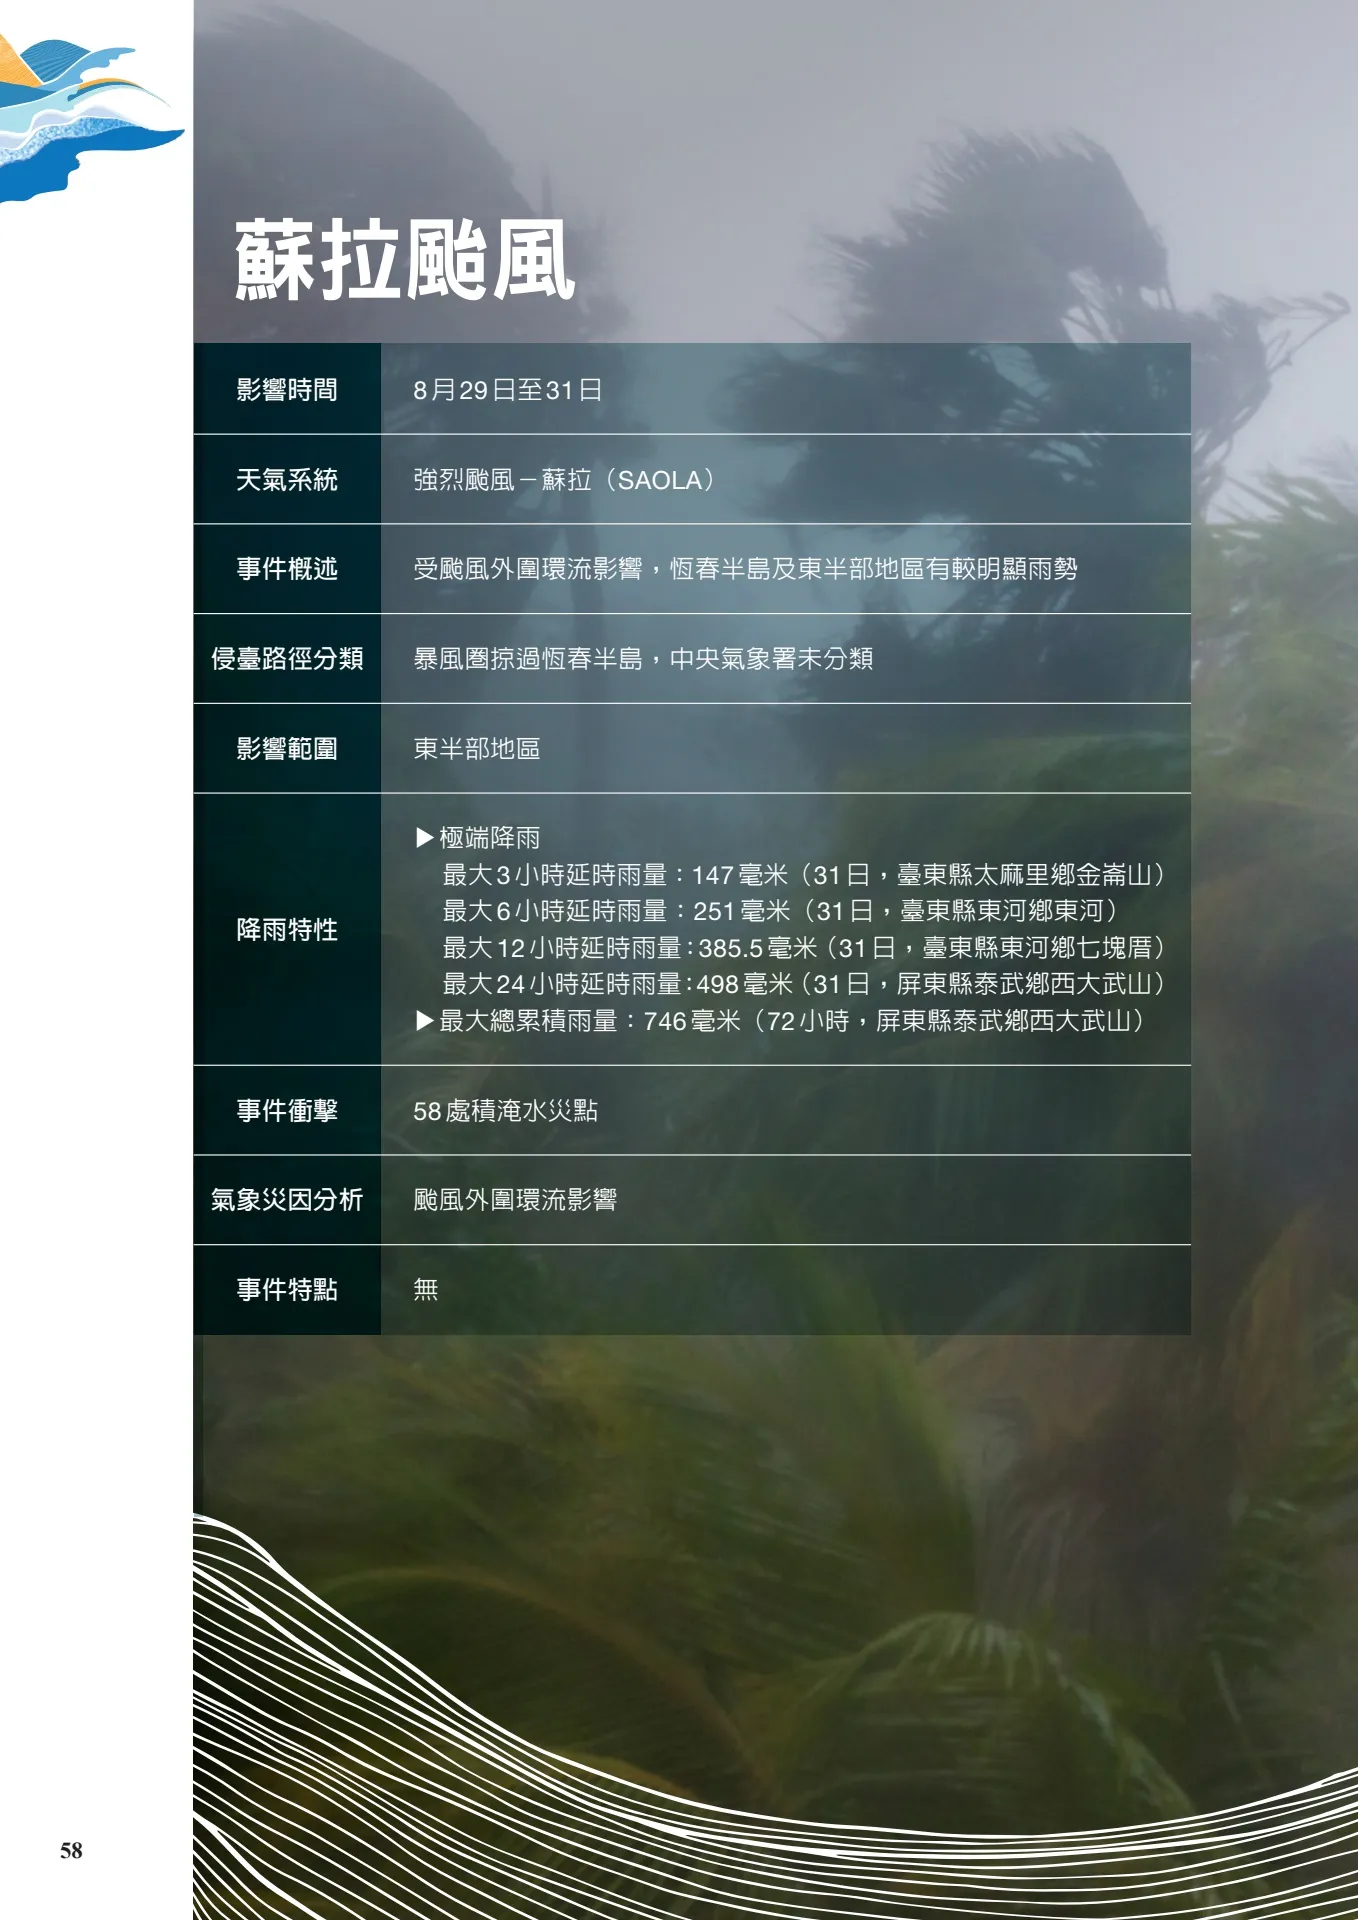 蘇拉颱風
影響時間 8月29日至31日
天氣系統 強烈颱風－蘇拉（SAOLA）
事件概述 受颱風外圍環流影響，恆春半島及東半部地區有較明顯雨勢
侵臺路徑分類 暴風圈掠過恆春半島，中央氣象署未分類
影響範圍 東半部地區
降雨特性 ▶極端降雨
最大3小時延時雨量：147毫米（31日，臺東縣太麻里鄉金崙山）
最大6小時延時雨量：251毫米（31日，臺東縣東河鄉東河）
最大12小時延時雨量：385.5毫米（31日，臺東縣東河鄉七塊厝）
最大24小時延時雨量：498毫米（31日，屏東縣泰武鄉西大武山）
▶最大總累積雨量：746毫米（72小時，屏東縣泰武鄉西大武山）
事件衝擊 58處積淹水災點
氣象災因分析 颱風外圍環流影響
事件特點 無
58